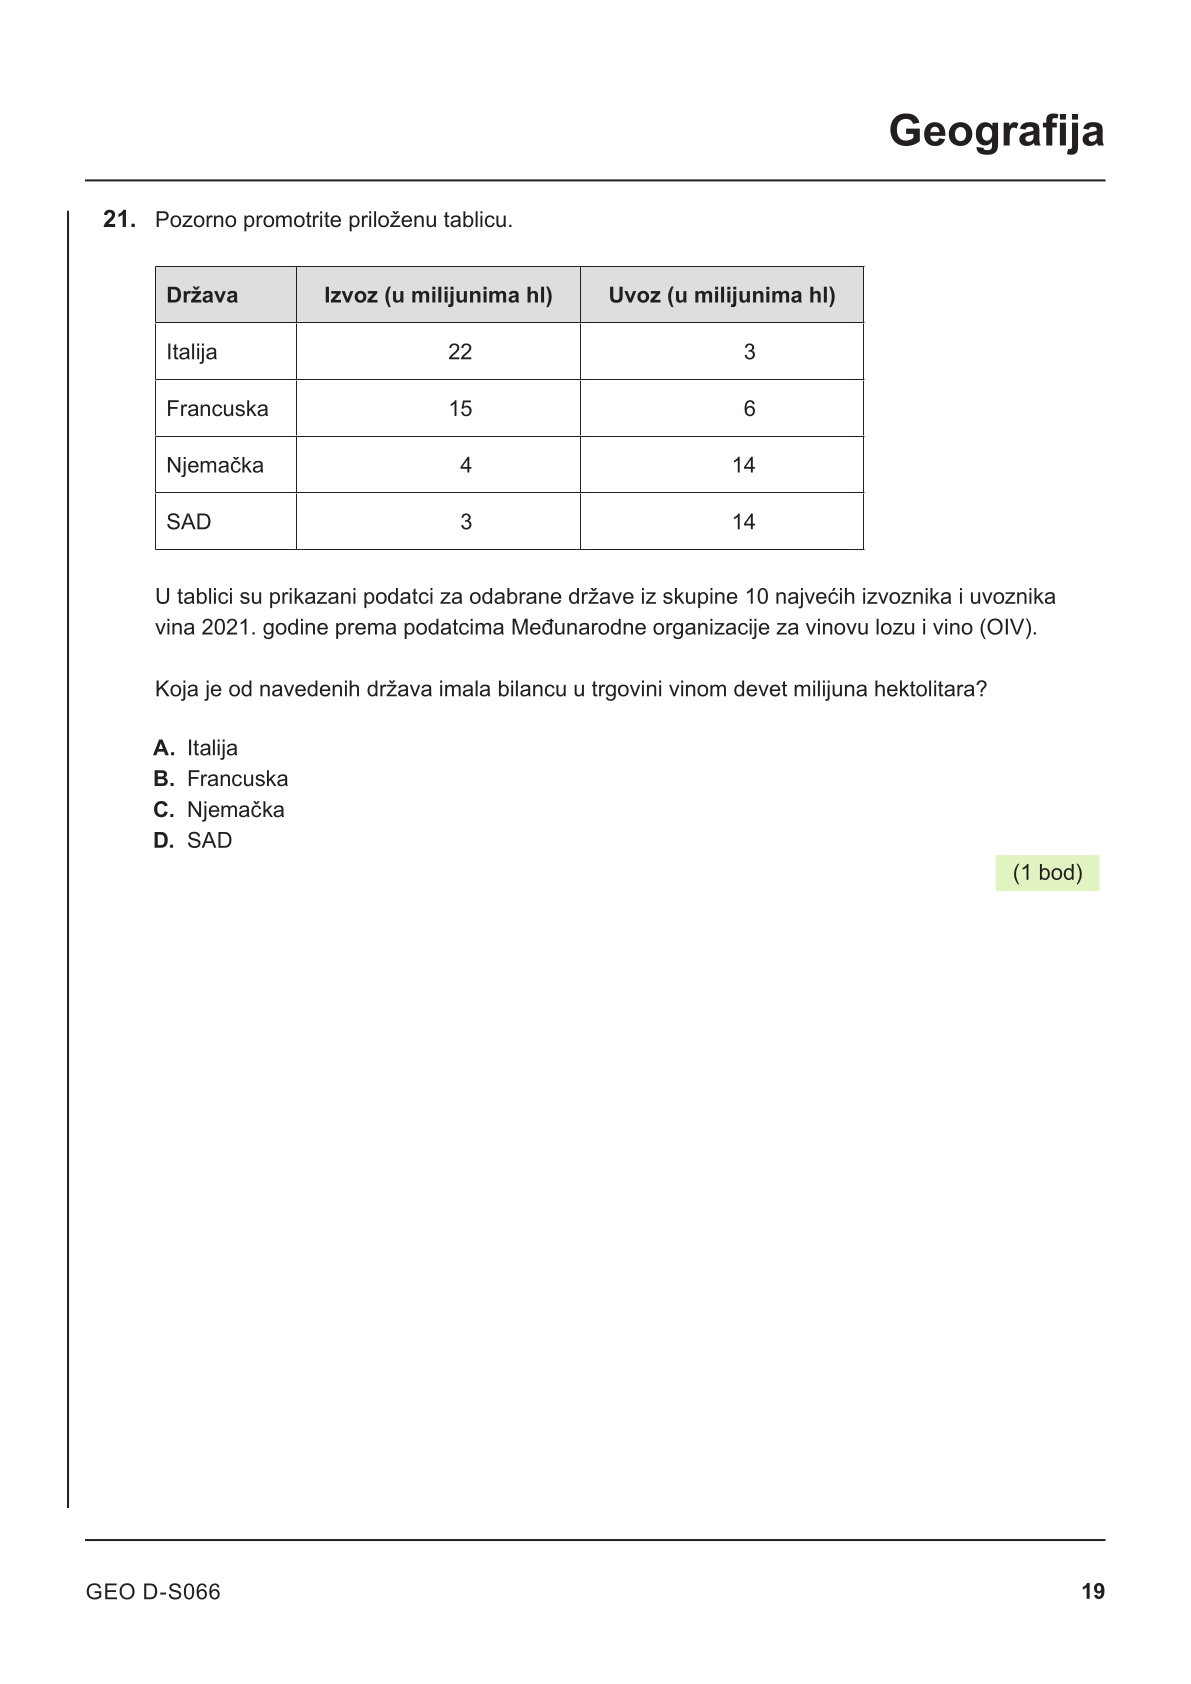 Geografija
21. Pozorno promotrite priloženu tablicu.
Država Izvoz (u milijunima hl) Uvoz (u milijunima hl)
Italija 22 3
Francuska 15 6
Njemačka 4 14
SAD 3 14
U tablici su prikazani podatci za odabrane države iz skupine 10 najvećih izvoznika i uvoznika
vina 2021. godine prema podatcima Međunarodne organizacije za vinovu lozu i vino (OIV).
Koja je od navedenih država imala bilancu u trgovini vinom devet milijuna hektolitara?
A. Italija
B. Francuska
C. Njemačka
D. SAD
(1 bod)
GEO D-S066 19